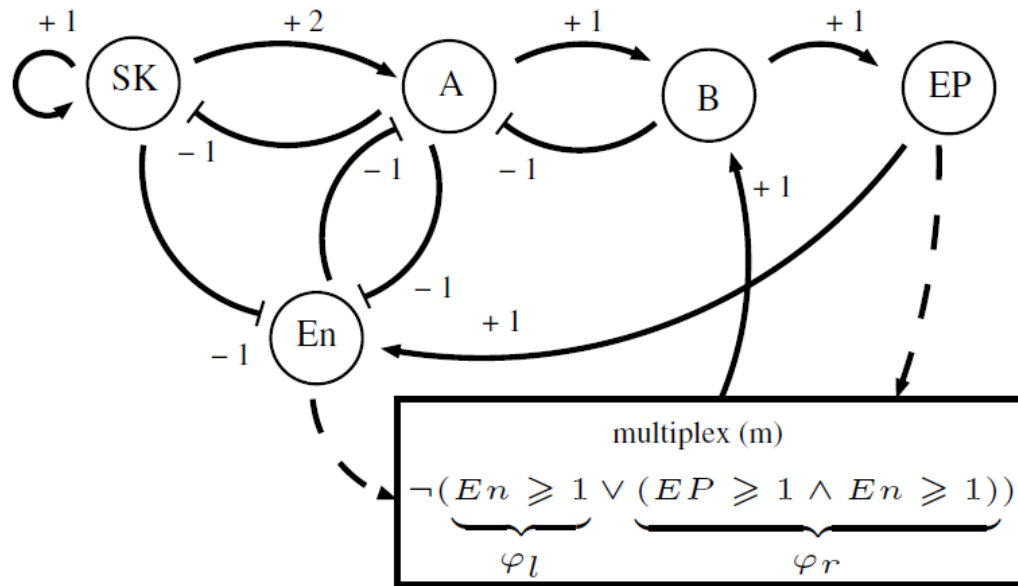 + 1
+ 2
+ 1
+ 1
SK
A
B
EP
− 1
− 1
− 1
+ 1
− 1
En
− 1
+ 1
multiplex (m)
¬(En ⩾ 1 ∨ (EP ⩾ 1 ∧ En ⩾ 1))
φl φr